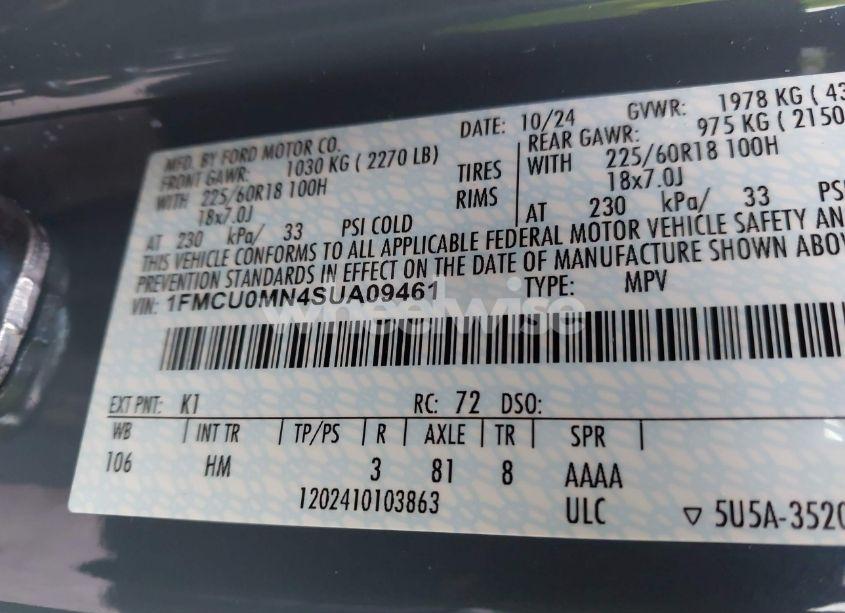 MFD. BY FORD MOTOR CO.
DATE: 10/24 GVWR: 1978 KG ( 43
FRONT GAWR: 1030 KG ( 2270 LB)
REAR GAWR: 975 KG ( 2150
WITH 225/60R18 100H TIRES
WITH 225/60R18 100H
18x7.0J RIMS
18x7.0J
AT 230 kPa/ 33 PSI COLD
AT 230 kPa/ 33 PS
THIS VEHICLE CONFORMS TO ALL APPLICABLE FEDERAL MOTOR VEHICLE SAFETY AN
PREVENTION STANDARDS IN EFFECT ON THE DATE OF MANUFACTURE SHOWN ABOV
VIN: 1FMCU0MN4SUA09461 TYPE: MPV
wheelwise
EXT PNT: K1 RC: 72 DSO:
WB INT TR TP/PS R AXLE TR SPR
106 HM 3 81 8 AAAA
1202410103863 ULC ▽ 5U5A-3520